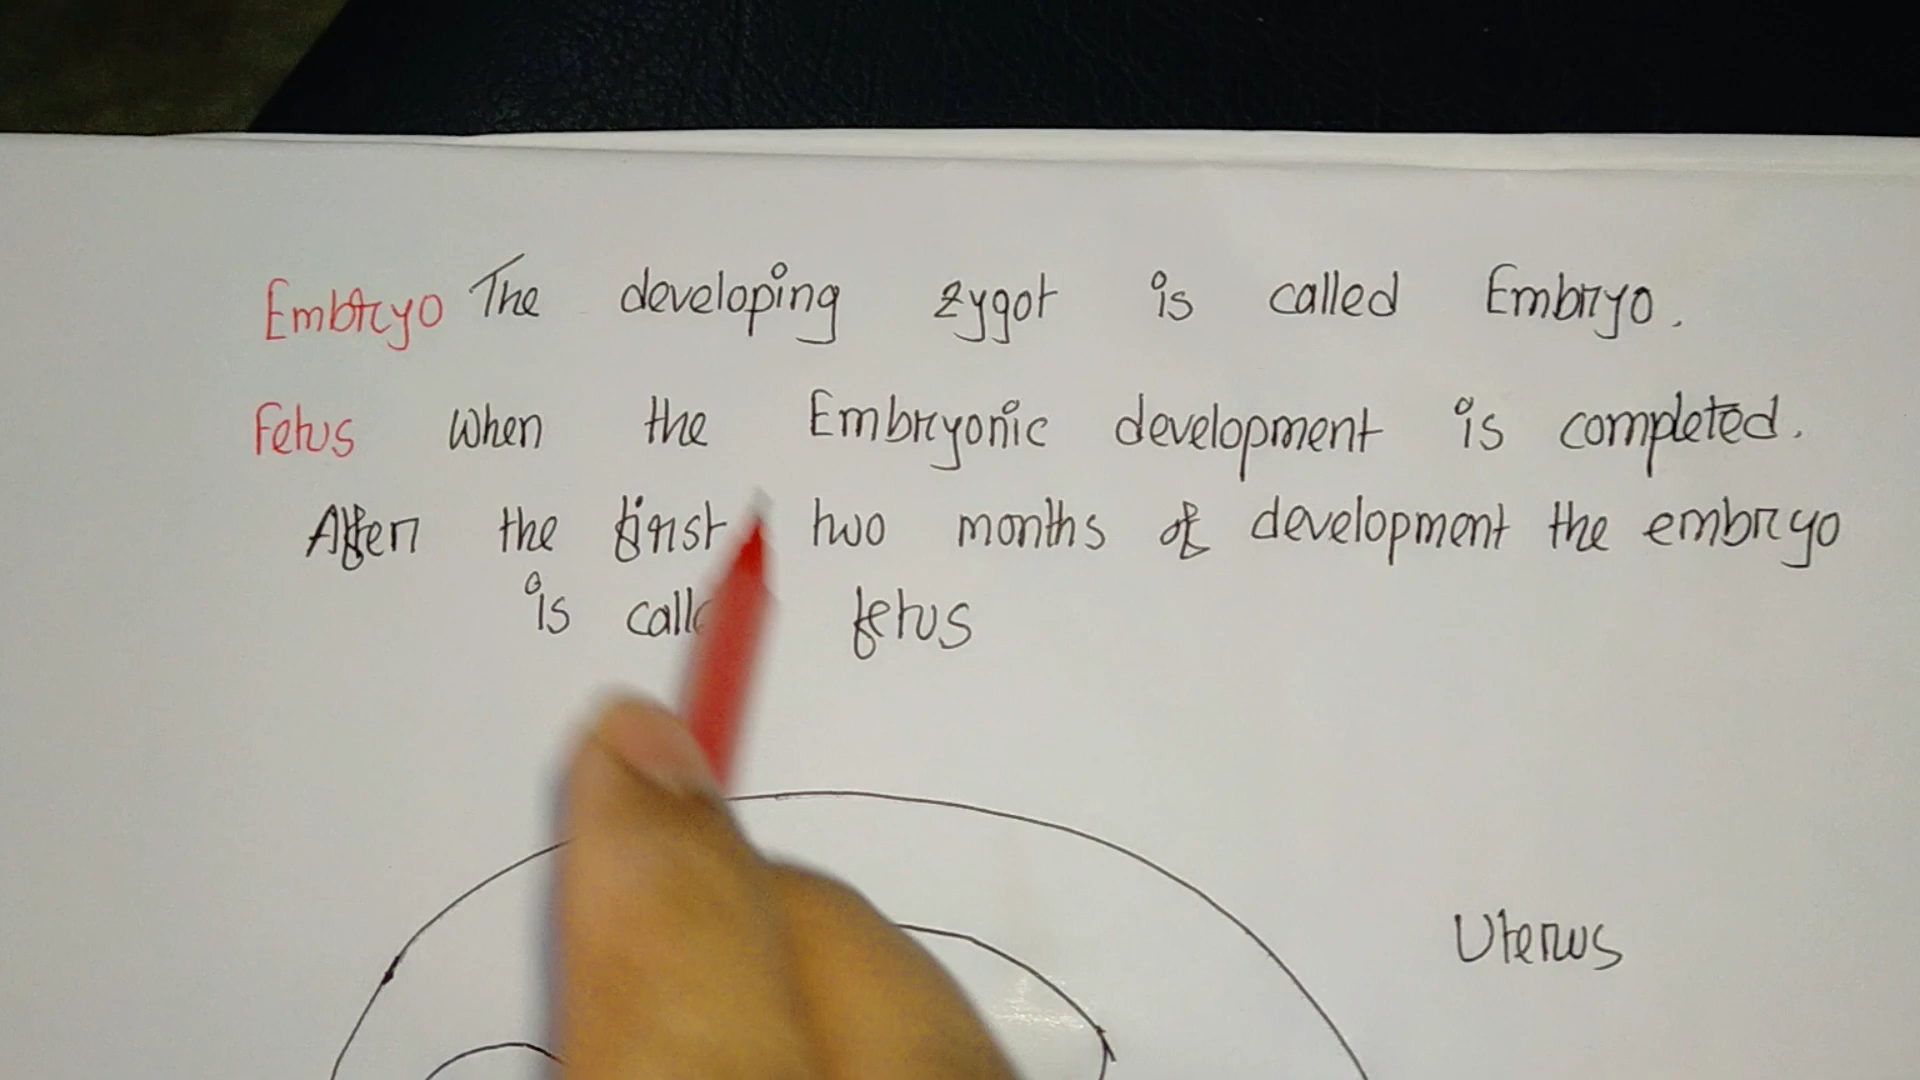 Embryo The developing zygot is called Embryo.
Fetus When the Embryonic development is completed.
After the first two months of development the embryo
is fetus
Uterus